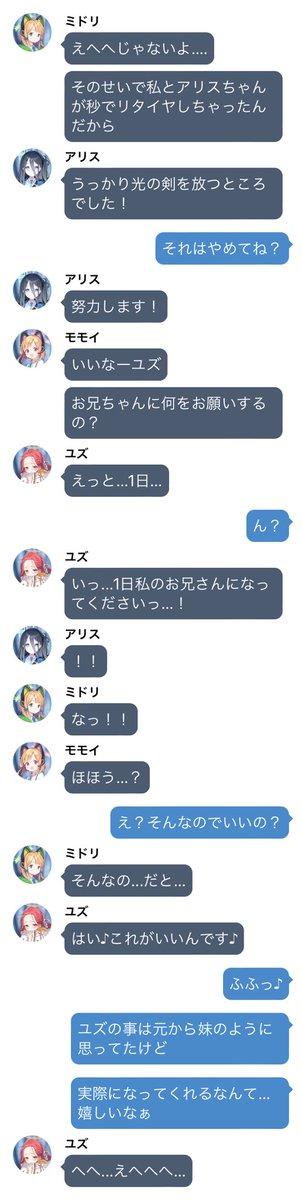 ミドリ
えへへじゃないよ....
そのせいで私とアリスちゃん
が秒でリタイヤしちゃったん
だから
アリス
うっかり光の剣を放つところ
でした！
それはやめてね？
アリス
努力します！
モモイ
いいなーユズ
お兄ちゃんに何をお願いする
の？
ユズ
えっと...1日...
ん？
ユズ
いっ...1日私のお兄さんになっ
てくださいっ...！
アリス
！！
ミドリ
なっ！！
モモイ
ほほう...？
え？そんなのでいいの？
ミドリ
そんなの...だと...
ユズ
はい♪これがいいんです♪
ふふっ♪
ユズの事は元から妹のように
思ってたけど
実際になってくれるなんて...
嬉しいなぁ
ユズ
へへ...えへへへ...